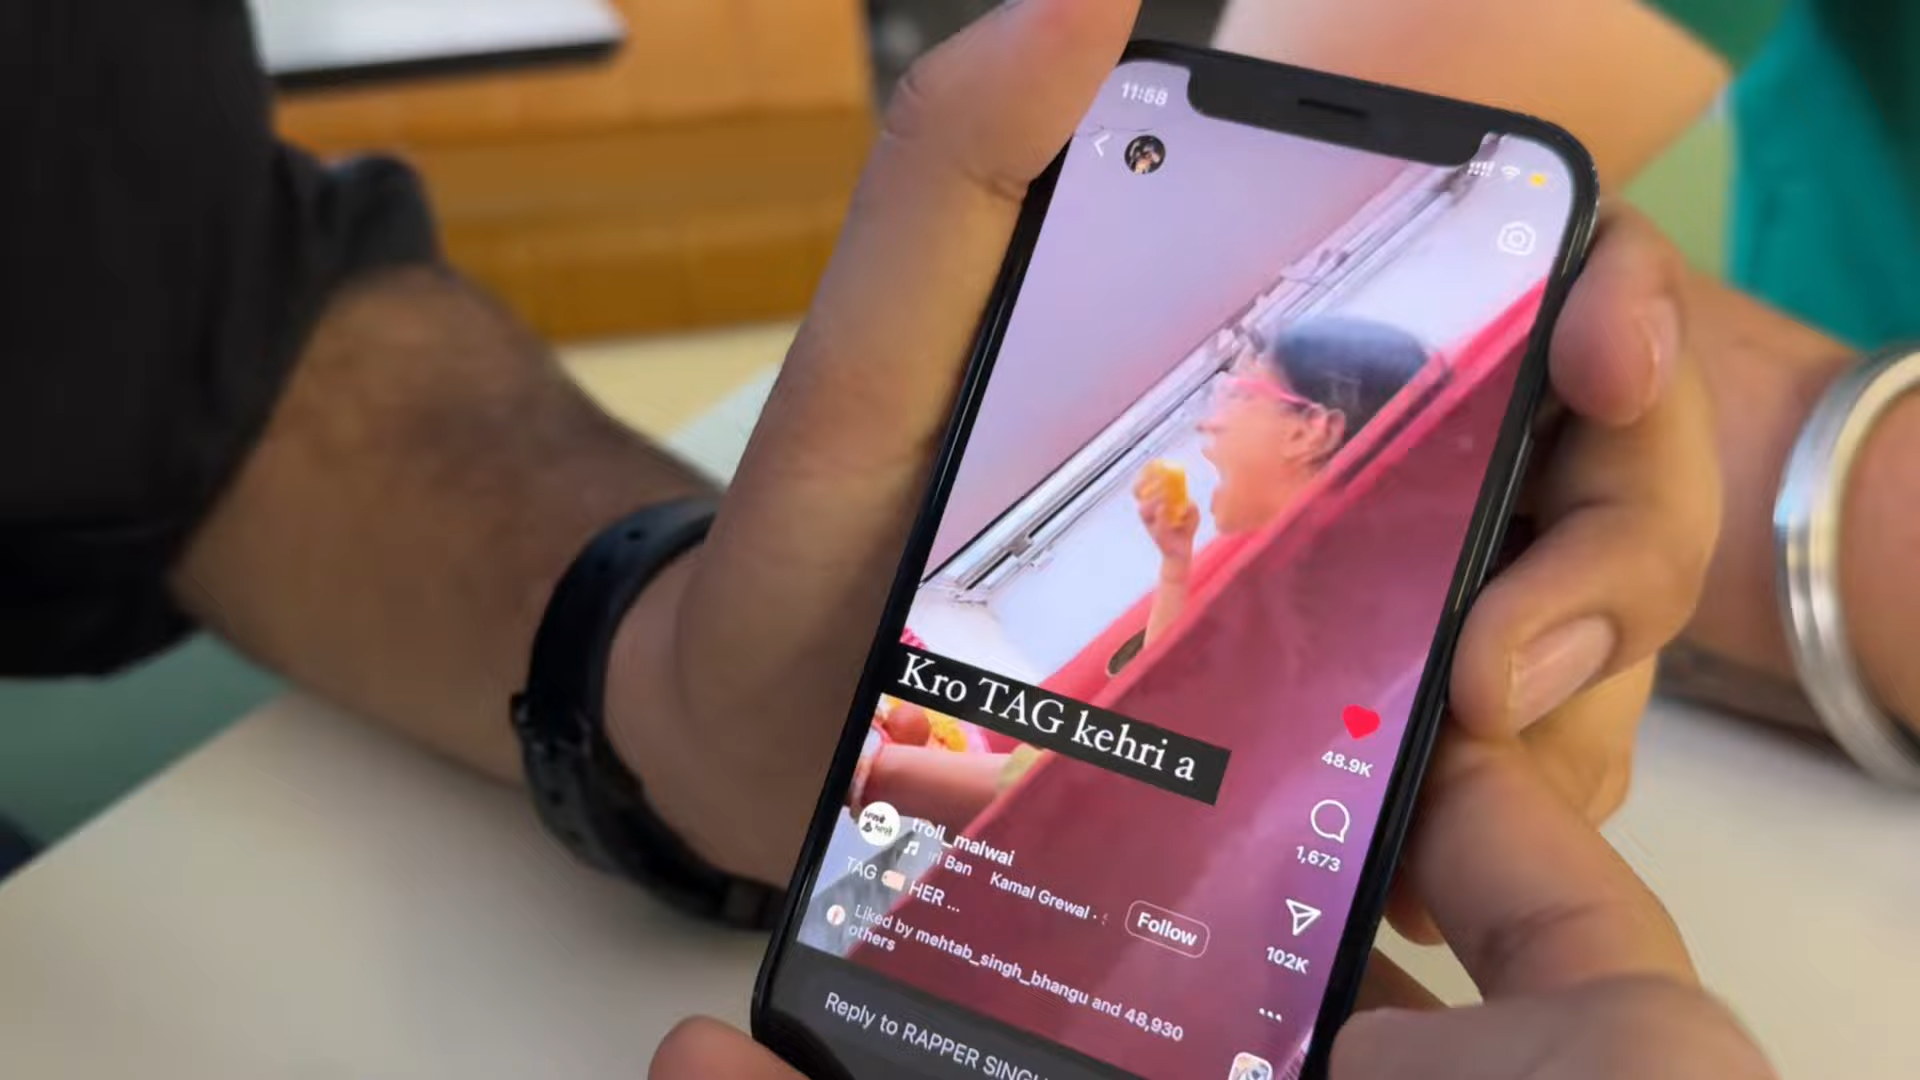 11:58
Kro TAG kehri a
48.9K
1,673
troll_malwai
Ban Kamal Grewal ·
TAG HER ...
Follow
102K
Liked by mehtab_singh_bhangu and 48,930
others
Reply to RAPPER